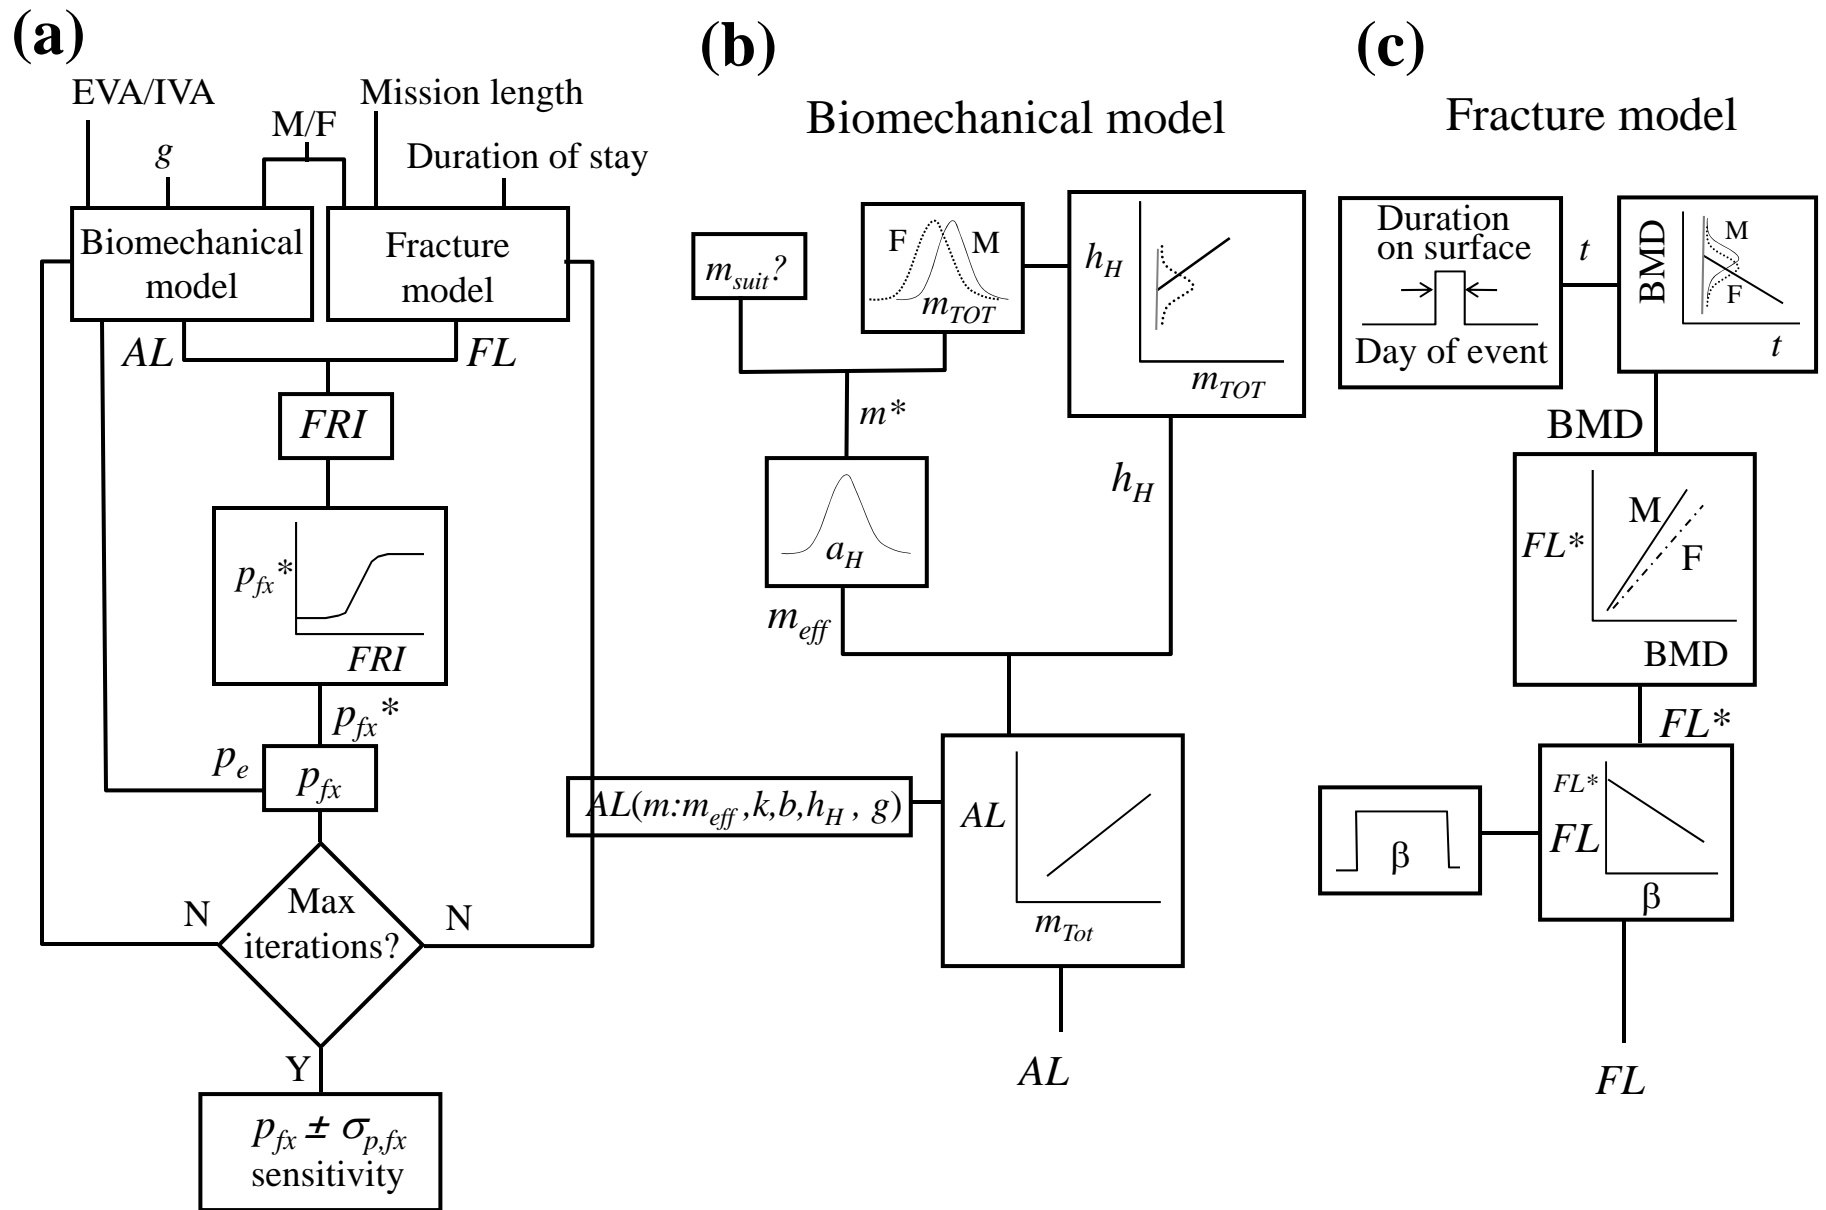 (a)
EVA/IVA
Mission length
M/F
g
Duration of stay
Biomechanical
model
Fracture
model
AL
FL
FRI
p_fx*
FRI
p_fx*
p_e
p_fx
Max
iterations?
N
N
Y
p_fx ± σ_p,fx
sensitivity
(b)
Biomechanical model
m_suit?
F
M
m_TOT
h_H
m_TOT
m*
a_H
h_H
m_eff
AL(m:m_eff,k,b,h_H, g)
AL
m_Tot
AL
(c)
Fracture model
Duration
on surface
Day of event
t
BMD
M
F
t
BMD
FL*
M
F
BMD
FL*
β
FL*
FL
β
FL